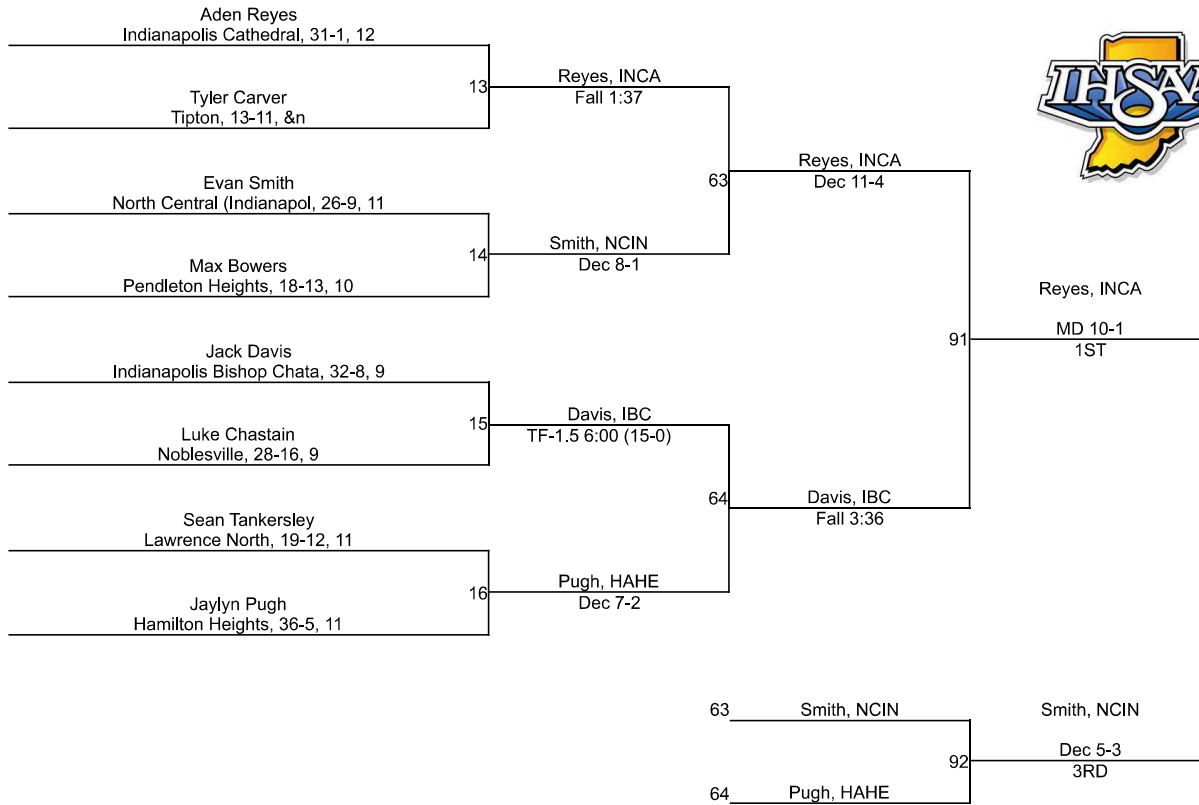 Aden Reyes
Indianapolis Cathedral, 31-1, 12
13
Reyes, INCA
Fall 1:37
Tyler Carver
Tipton, 13-11, &n
IHSAA
63
Reyes, INCA
Dec 11-4
Evan Smith
North Central (Indianapol, 26-9, 11
14
Smith, NCIN
Dec 8-1
Max Bowers
Pendleton Heights, 18-13, 10
91
Reyes, INCA
MD 10-1
1ST
Jack Davis
Indianapolis Bishop Chata, 32-8, 9
15
Davis, IBC
TF-1.5 6:00 (15-0)
Luke Chastain
Noblesville, 28-16, 9
64
Davis, IBC
Fall 3:36
Sean Tankersley
Lawrence North, 19-12, 11
16
Pugh, HAHE
Dec 7-2
Jaylyn Pugh
Hamilton Heights, 36-5, 11
63
Smith, NCIN
92
Smith, NCIN
Dec 5-3
3RD
64
Pugh, HAHE